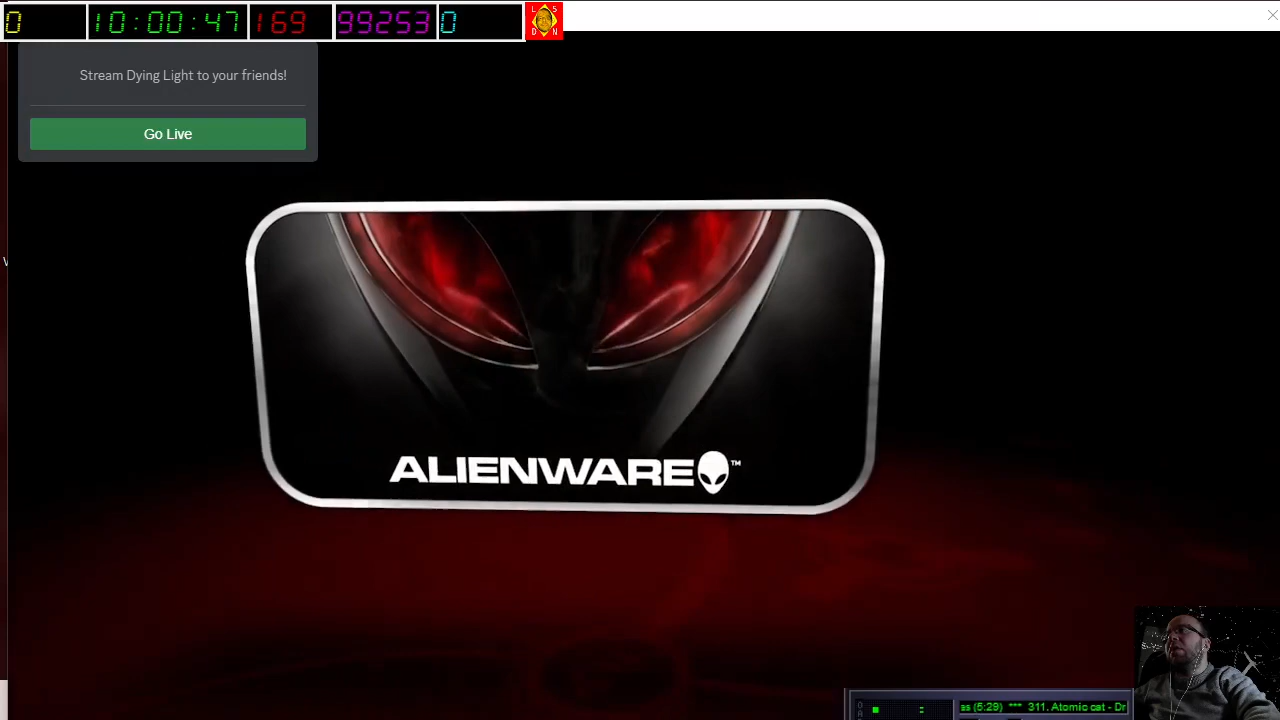 0 10:00:47 169 99253 0
L S
D N
Stream Dying Light to your friends!
Go Live
ALIENWARE™
as (5:29) *** 311. Atomic cat - Dr